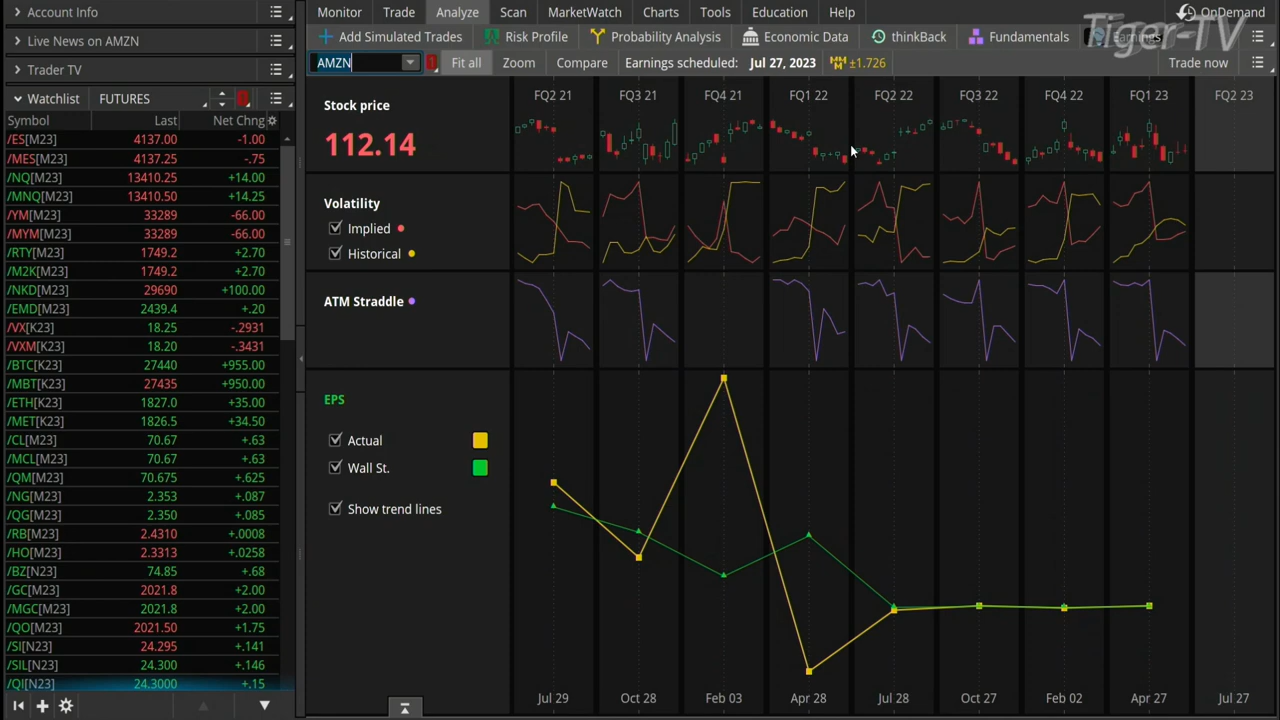 Account Info
Live News on AMZN
Trader TV
Watchlist FUTURES
Symbol Last Net Chng
/ES[M23] 4137.00 -1.00
/MES[M23] 4137.25 -.75
/NQ[M23] 13410.25 +14.00
/MNQ[M23] 13410.50 +14.25
/YM[M23] 33289 -66.00
/MYM[M23] 33289 -66.00
/RTY[M23] 1749.2 +2.70
/M2K[M23] 1749.2 +2.70
/NKD[M23] 29690 +100.00
/EMD[M23] 2439.4 +.20
/VX[K23] 18.25 -.2931
/VXM[K23] 18.20 -.3431
/BTC[K23] 27440 +955.00
/MBT[K23] 27435 +950.00
/ETH[K23] 1827.0 +35.00
/MET[K23] 1826.5 +34.50
/CL[M23] 70.67 +.63
/MCL[M23] 70.67 +.63
/QM[M23] 70.675 +.625
/NG[M23] 2.353 +.087
/QG[M23] 2.350 +.085
/RB[M23] 2.4310 +.0008
/HO[M23] 2.3313 +.0258
/BZ[N23] 74.85 +.68
/GC[M23] 2021.8 +2.00
/MGC[M23] 2021.8 +2.00
/QO[M23] 2021.50 +1.75
/SI[N23] 24.295 +.141
/SIL[N23] 24.300 +.146
/QI[N23] 24.3000 +.15
Monitor Trade Analyze Scan MarketWatch Charts Tools Education Help OnDemand
Tiger-TV
Add Simulated Trades Risk Profile Probability Analysis Economic Data thinkBack Fundamentals Earnings
AMZN 1 Fit all Zoom Compare Earnings scheduled: Jul 27, 2023 ±1.726 Trade now
FQ2 21 FQ3 21 FQ4 21 FQ1 22 FQ2 22 FQ3 22 FQ4 22 FQ1 23 FQ2 23
Stock price
112.14
Volatility
Implied
Historical
ATM Straddle
EPS
Actual
Wall St.
Show trend lines
Jul 29 Oct 28 Feb 03 Apr 28 Jul 28 Oct 27 Feb 02 Apr 27 Jul 27